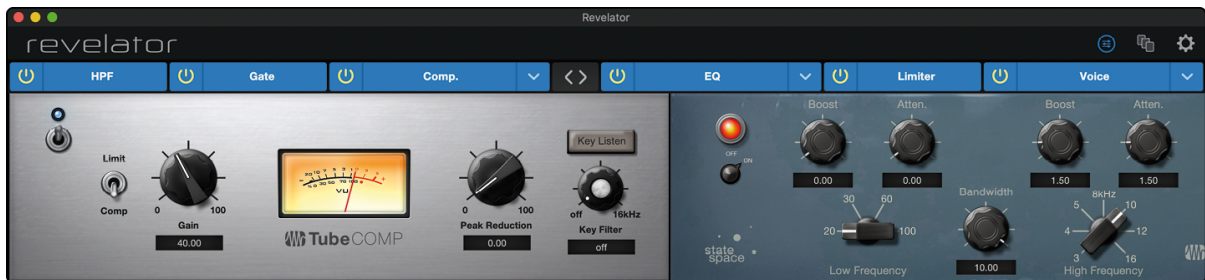 Revelator
revelator
HPF Gate Comp. EQ Limiter Voice
Limit
Comp
0 100
Gain
40.00
VU
TubeCOMP
0 100
Peak Reduction
0.00
Key Listen
off 16kHz
Key Filter
off
OFF
ON
Boost Atten. Boost Atten.
0.00 0.00 1.50 1.50
Bandwidth
20 30 60 100
Low Frequency
10.00
3 4 5 8kHz 10 12 16
High Frequency
state
space